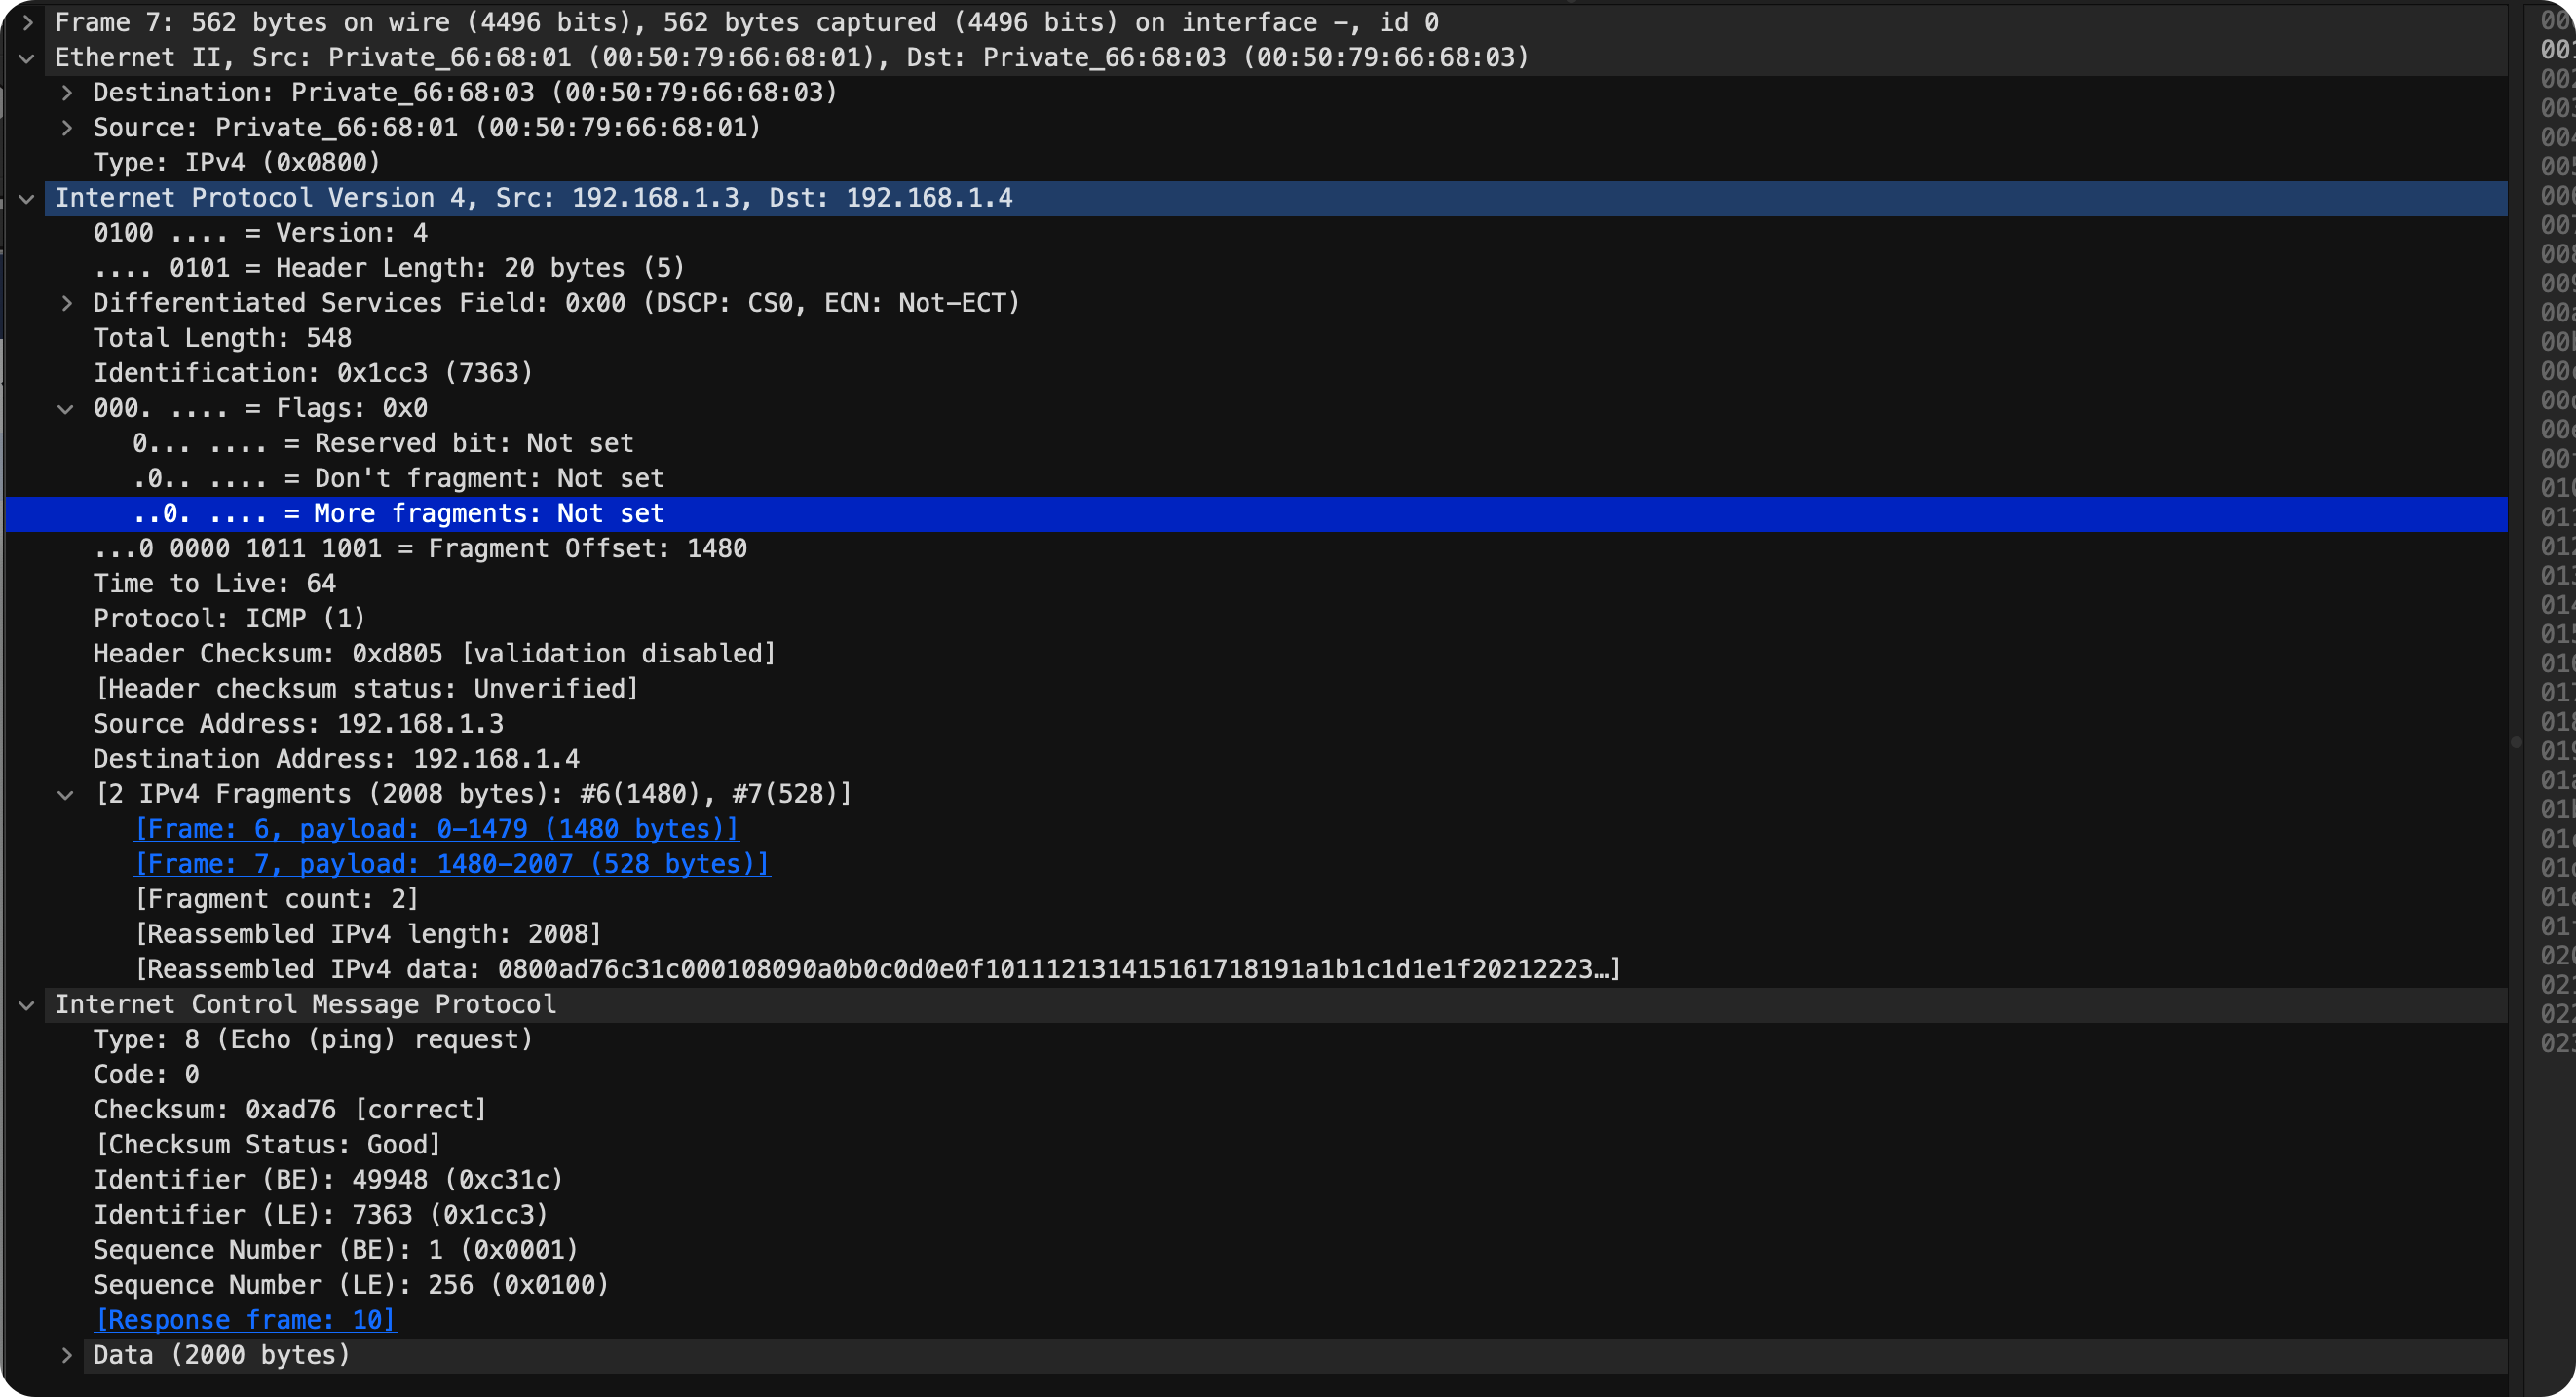 Frame 7: 562 bytes on wire (4496 bits), 562 bytes captured (4496 bits) on interface -, id 0
Ethernet II, Src: Private_66:68:01 (00:50:79:66:68:01), Dst: Private_66:68:03 (00:50:79:66:68:03)
Destination: Private_66:68:03 (00:50:79:66:68:03)
Source: Private_66:68:01 (00:50:79:66:68:01)
Type: IPv4 (0x0800)
Internet Protocol Version 4, Src: 192.168.1.3, Dst: 192.168.1.4
0100 .... = Version: 4
.... 0101 = Header Length: 20 bytes (5)
Differentiated Services Field: 0x00 (DSCP: CS0, ECN: Not-ECT)
Total Length: 548
Identification: 0x1cc3 (7363)
000. .... = Flags: 0x0
0... .... = Reserved bit: Not set
.0.. .... = Don't fragment: Not set
..0. .... = More fragments: Not set
...0 0000 1011 1001 = Fragment Offset: 1480
Time to Live: 64
Protocol: ICMP (1)
Header Checksum: 0xd805 [validation disabled]
[Header checksum status: Unverified]
Source Address: 192.168.1.3
Destination Address: 192.168.1.4
[2 IPv4 Fragments (2008 bytes): #6(1480), #7(528)]
[Frame: 6, payload: 0-1479 (1480 bytes)]
[Frame: 7, payload: 1480-2007 (528 bytes)]
[Fragment count: 2]
[Reassembled IPv4 length: 2008]
[Reassembled IPv4 data: 0800ad76c31c000108090a0b0c0d0e0f101112131415161718191a1b1c1d1e1f20212223…]
Internet Control Message Protocol
Type: 8 (Echo (ping) request)
Code: 0
Checksum: 0xad76 [correct]
[Checksum Status: Good]
Identifier (BE): 49948 (0xc31c)
Identifier (LE): 7363 (0x1cc3)
Sequence Number (BE): 1 (0x0001)
Sequence Number (LE): 256 (0x0100)
[Response frame: 10]
Data (2000 bytes)